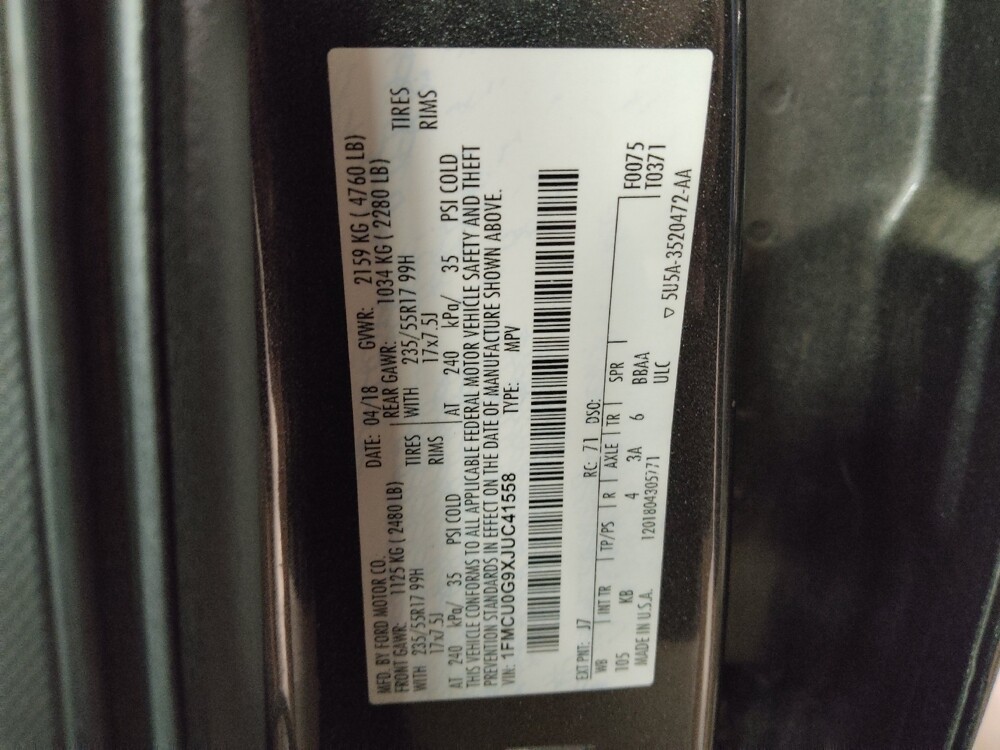 MFD. BY FORD MOTOR CO. DATE: 04/18 GVWR: 2159 KG ( 4760 LB)
FRONT GAWR: 1125 KG ( 2480 LB) REAR GAWR: 1034 KG ( 2280 LB)
WITH 235/55R17 99H TIRES WITH 235/55R17 99H TIRES
17x7.5J RIMS 17x7.5J RIMS
AT 240 kPa/ 35 PSI COLD AT 240 kPa/ 35 PSI COLD
THIS VEHICLE CONFORMS TO ALL APPLICABLE FEDERAL MOTOR VEHICLE SAFETY AND THEFT
PREVENTION STANDARDS IN EFFECT ON THE DATE OF MANUFACTURE SHOWN ABOVE.
VIN: 1FMCU0G9XJUC41558 TYPE: MPV
EXT PNT: J7 RC: 71 DSO: F0075
WB INT TR TP/PS R AXLE TR SPR T0371
105 KB 4 3A 6 BBAA
MADE IN U.S.A. 1201804305771 UILC
▽ 5U5A-3520472-AA